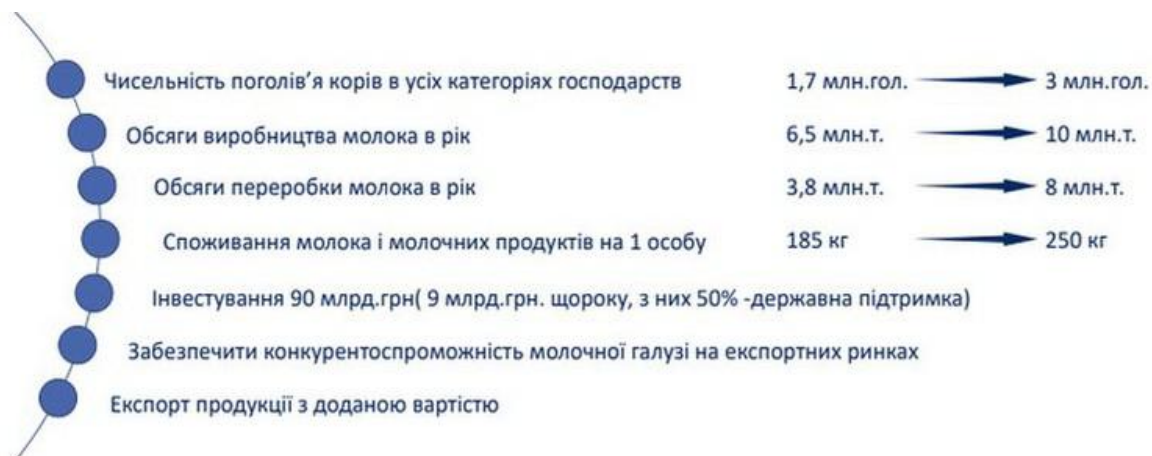 Чисельність поголів’я корів в усіх категоріях господарств 1,7 млн.гол. 3 млн.гол.
Обсяги виробництва молока в рік 6,5 млн.т. 10 млн.т.
Обсяги переробки молока в рік 3,8 млн.т. 8 млн.т.
Споживання молока і молочних продуктів на 1 особу 185 кг 250 кг
Інвестування 90 млрд.грн( 9 млрд.грн. щороку, з них 50% -державна підтримка)
Забезпечити конкурентоспроможність молочної галузі на експортних ринках
Експорт продукції з доданою вартістю